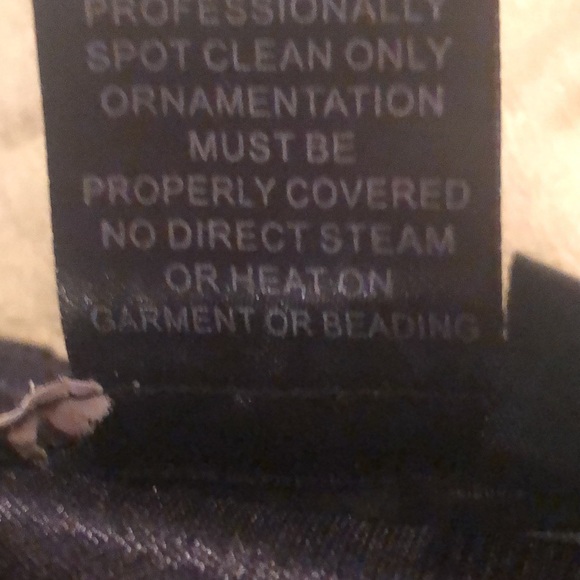 PROFESSIONALLY
SPOT CLEAN ONLY
ORNAMENTATION
MUST BE
PROPERLY COVERED
NO DIRECT STEAM
OR HEAT ON
GARMENT OR BEADING